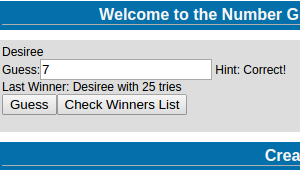 Welcome to the Number G
Desiree
Guess:7 Hint: Correct!
Last Winner: Desiree with 25 tries
Guess Check Winners List
Crea